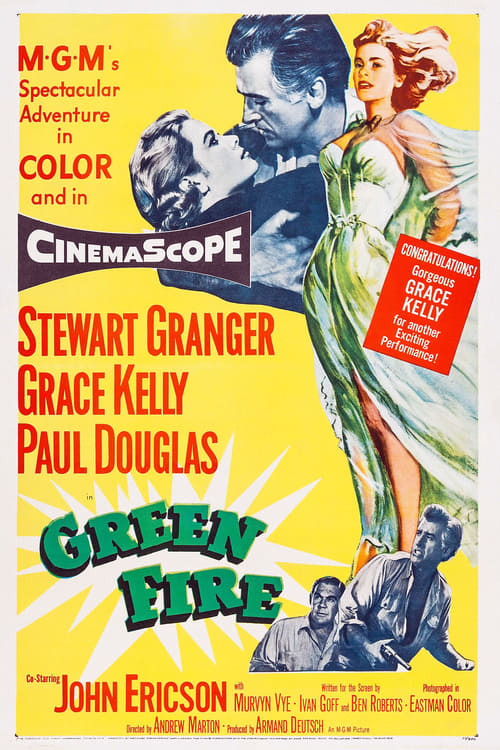 M·G·M's
Spectacular
Adventure
in
COLOR
and in
CINEMASCOPE
CONGRATULATIONS!
Gorgeous
GRACE
KELLY
for another
Exciting
Performance!
STEWART GRANGER
GRACE KELLY
PAUL DOUGLAS
in
GREEN
FIRE
Co-Starring
JOHN ERICSON
with
MURVYN VYE · IVAN GOFF and BEN ROBERTS · EASTMAN COLOR
Written for the Screen by
Photographed in
Directed by ANDREW MARTON · Produced by ARMAND DEUTSCH · AN M-G-M PICTURE